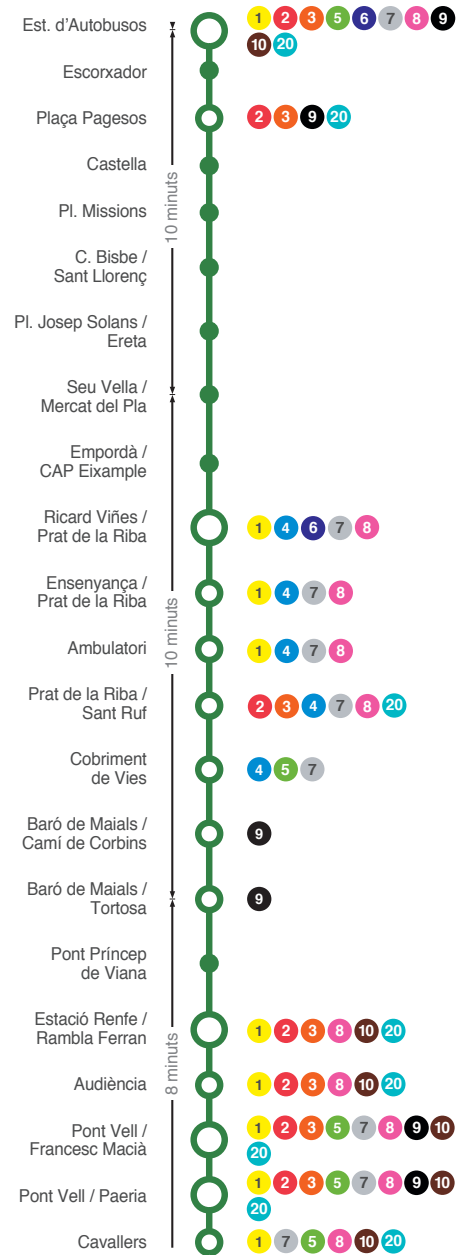 Est. d'Autobusos
1 2 3 5 6 7 8 9
10 20
Escorxador
Plaça Pagesos
2 3 9 20
Castella
10 minuts
Pl. Missions
C. Bisbe /
Sant Llorenç
Pl. Josep Solans /
Ereta
Seu Vella /
Mercat del Pla
Empordà /
CAP Eixample
Ricard Viñes /
Prat de la Riba
1 4 6 7 8
Ensenyança /
Prat de la Riba
1 4 7 8
10 minuts
Ambulatori
1 4 7 8
Prat de la Riba /
Sant Ruf
2 3 4 7 8 20
Cobriment
de Vies
4 5 7
Baró de Maials /
Camí de Corbins
9
Baró de Maials /
Tortosa
9
Pont Príncep
de Viana
Estació Renfe /
Rambla Ferran
1 2 3 8 10 20
8 minuts
Audiència
1 2 3 8 10 20
Pont Vell /
Francesc Macià
1 2 3 5 7 8 9 10
20
Pont Vell / Paeria
1 2 3 5 7 8 9 10
20
Cavallers
1 7 5 8 10 20